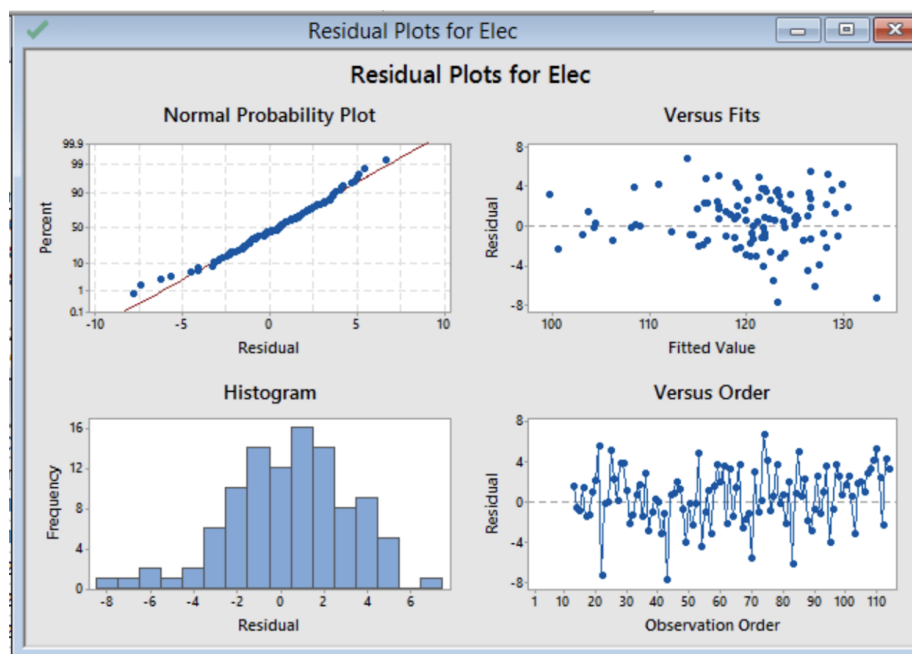 Residual Plots for Elec
Residual Plots for Elec
Normal Probability Plot
99.9
99
90
50
10
1
0.1
Percent
-10 -5 0 5 10
Residual
Versus Fits
8
4
0
-4
-8
Residual
100 110 120 130
Fitted Value
Histogram
16
12
8
4
0
Frequency
-8 -6 -4 -2 0 2 4 6
Residual
Versus Order
8
4
0
-4
-8
Residual
1 10 20 30 40 50 60 70 80 90 100 110
Observation Order